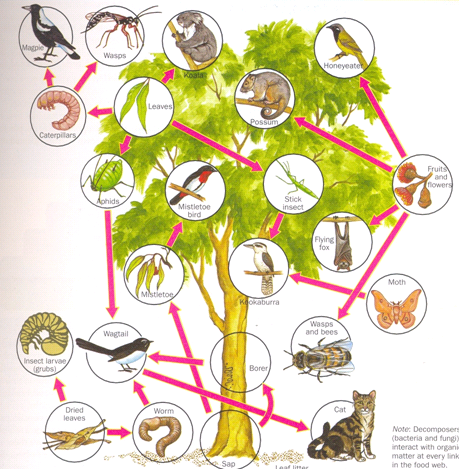 Magpie
Wasps
Koala
Honeyeater
Caterpillars
Leaves
Possum
Aphids
Mistletoe
bird
Stick
insect
Fruits
and
flowers
Flying
fox
Mistletoe
Kookaburra
Moth
Insect larvae
(grubs)
Wagtail
Borer
Wasps
and bees
Dried
leaves
Worm
Sap
Cat
Leaf litter
Note: Decomposers
(bacteria and fungi)
interact with organi
matter at every link
in the food web.